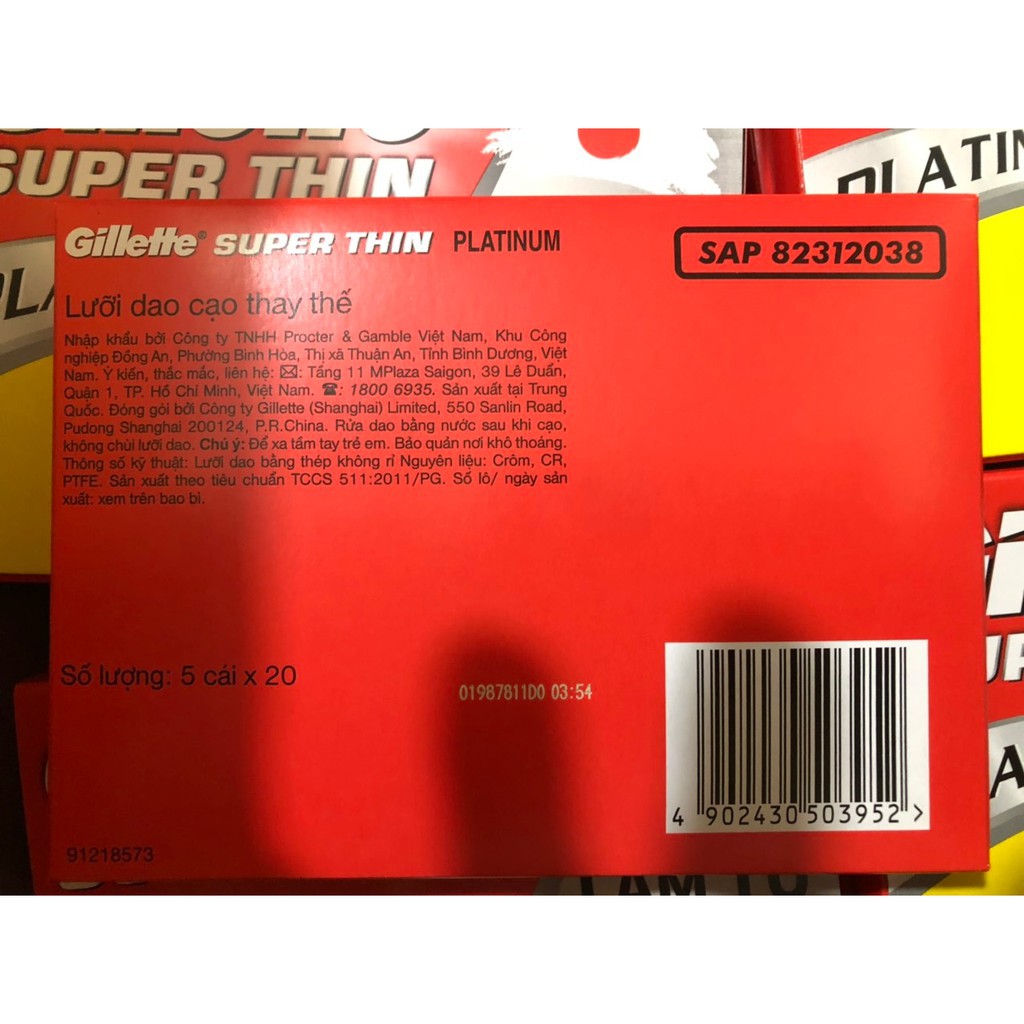 SUPER THIN
PLATIN
Gillette® SUPER THIN PLATINUM
SAP 82312038
Lưỡi dao cạo thay thế
Nhập khẩu bởi Công ty TNHH Procter & Gamble Việt Nam, Khu Công
nghiệp Đồng An, Phường Bình Hòa, Thị xã Thuận An, Tỉnh Bình Dương, Việt
Nam. Ý kiến, thắc mắc, liên hệ: ✉: Tầng 11 MPlaza Saigon, 39 Lê Duẩn,
Quận 1, TP. Hồ Chí Minh, Việt Nam. ☎: 1800 6935. Sản xuất tại Trung
Quốc. Đóng gói bởi Công ty Gillette (Shanghai) Limited, 550 Sanlin Road,
Pudong Shanghai 200124, P.R.China. Rửa dao bằng nước sau khi cạo,
không chùi lưỡi dao. Chú ý: Để xa tầm tay trẻ em. Bảo quản nơi khô thoáng.
Thông số kỹ thuật: Lưỡi dao bằng thép không rỉ Nguyên liệu: Crôm, CR,
PTFE. Sản xuất theo tiêu chuẩn TCCS 511:2011/PG. Số lô/ ngày sản
xuất: xem trên bao bì.
Số lượng: 5 cái x 20
01987811D0 03:54
4 902430 503952 >
91218573